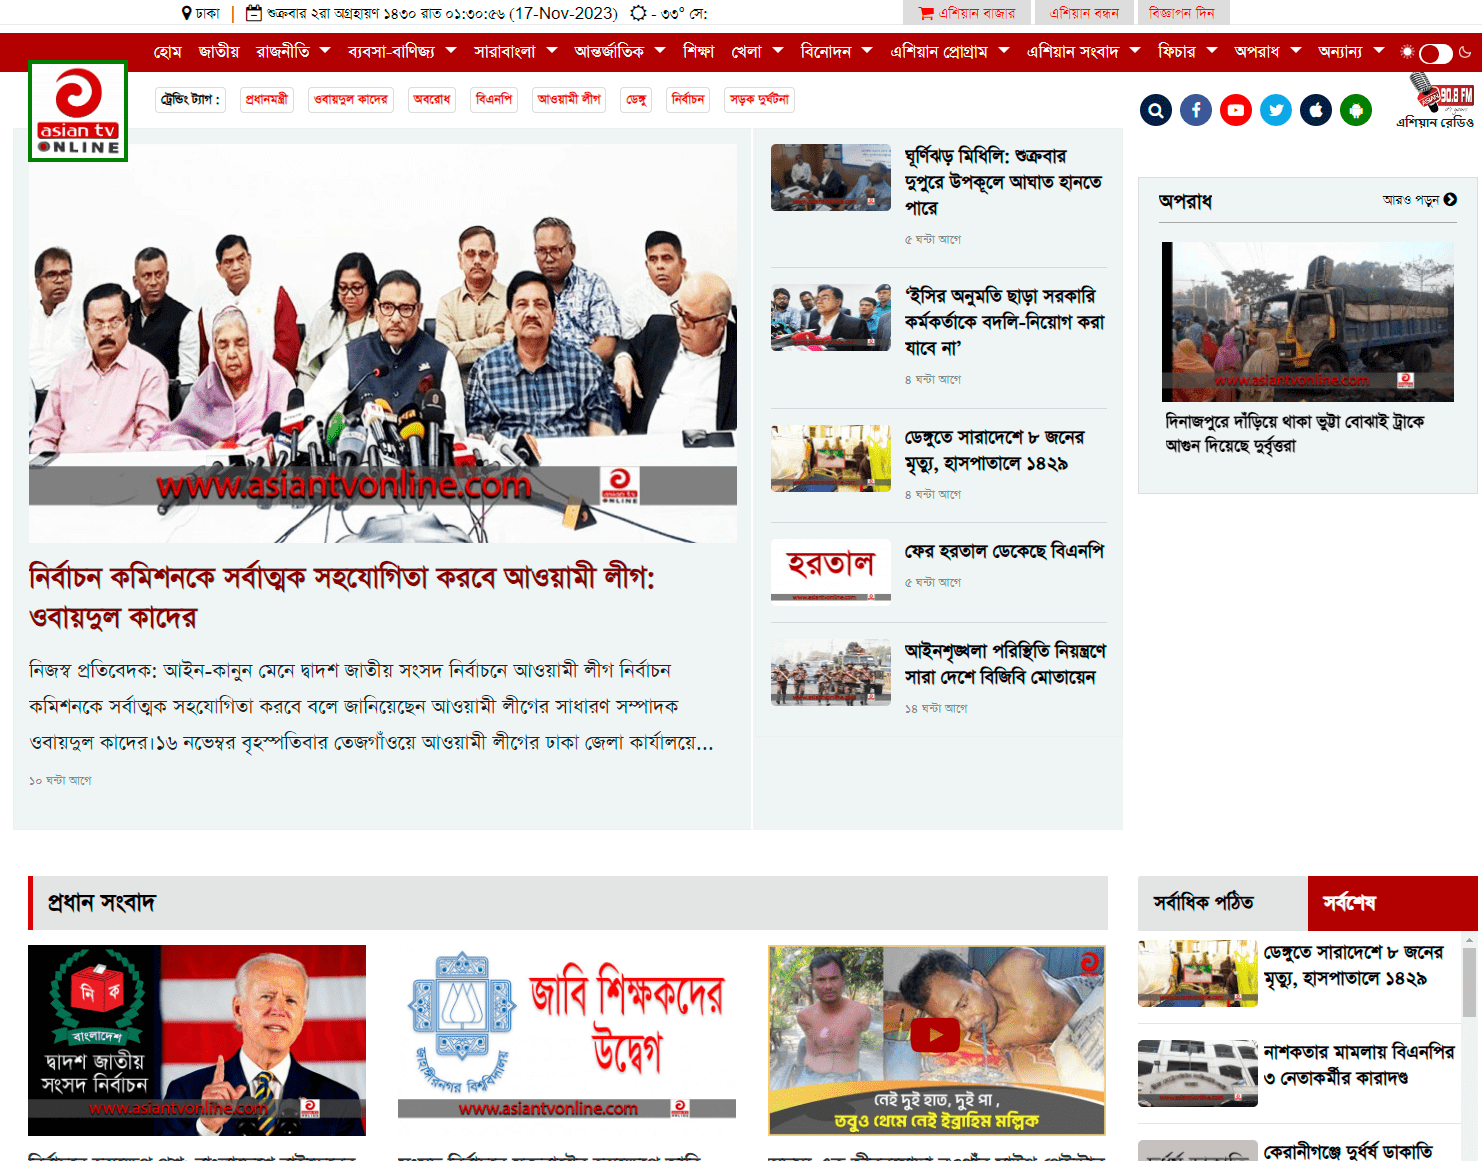 ঢাকা | শুক্রবার ২রা অগ্রহায়ণ ১৪৩০ রাত ০১:৩০:৫৬ (17-Nov-2023) - ৩৩° সে:
এশিয়ান বাজার এশিয়ান বন্ধন বিজ্ঞাপন দিন
হোম জাতীয় রাজনীতি ব্যবসা-বাণিজ্য সারাবাংলা আন্তর্জাতিক শিক্ষা খেলা বিনোদন এশিয়ান প্রোগ্রাম এশিয়ান সংবাদ ফিচার অপরাধ অন্যান্য
asian tv
ONLINE
ট্রেন্ডিং ট্যাগ : প্রধানমন্ত্রী ওবায়দুল কাদের অবরোধ বিএনপি আওয়ামী লীগ ডেঙ্গু নির্বাচন সড়ক দুর্ঘটনা
ASIAN 90.8 FM
এশিয়ান রেডিও
www.asiantvonline.com
asian tv
ONLINE
নির্বাচন কমিশনকে সর্বাত্মক সহযোগিতা করবে আওয়ামী লীগ:
ওবায়দুল কাদের
নিজস্ব প্রতিবেদক: আইন-কানুন মেনে দ্বাদশ জাতীয় সংসদ নির্বাচনে আওয়ামী লীগ নির্বাচন
কমিশনকে সর্বাত্মক সহযোগিতা করবে বলে জানিয়েছেন আওয়ামী লীগের সাধারণ সম্পাদক
ওবায়দুল কাদের।১৬ নভেম্বর বৃহস্পতিবার তেজগাঁওয়ে আওয়ামী লীগের ঢাকা জেলা কার্যালয়ে...
১০ ঘন্টা আগে
ঘূর্ণিঝড় মিধিলি: শুক্রবার
দুপুরে উপকূলে আঘাত হানতে
পারে
৫ ঘন্টা আগে
‘ইসির অনুমতি ছাড়া সরকারি
কর্মকর্তাকে বদলি-নিয়োগ করা
যাবে না’
৪ ঘন্টা আগে
ডেঙ্গুতে সারাদেশে ৮ জনের
মৃত্যু, হাসপাতালে ১৪২৯
৪ ঘন্টা আগে
হরতাল
www.asiantvonline.com
ফের হরতাল ডেকেছে বিএনপি
৫ ঘন্টা আগে
আইনশৃঙ্খলা পরিস্থিতি নিয়ন্ত্রণে
সারা দেশে বিজিবি মোতায়েন
১৪ ঘন্টা আগে
অপরাধ আরও পড়ুন
www.asiantvonline.com
দিনাজপুরে দাঁড়িয়ে থাকা ভুট্টা বোঝাই ট্রাকে
আগুন দিয়েছে দুর্বৃত্তরা
প্রধান সংবাদ
নি ক
বাংলাদেশ
দ্বাদশ জাতীয়
সংসদ নির্বাচন
www.asiantvonline.com
জাবি শিক্ষকদের
উদ্বেগ
জাহাঙ্গীরনগর বিশ্ববিদ্যালয়
www.asiantvonline.com
নেই দুই হাত, দুই পা ,
তবুও থেমে নেই ইব্রাহিম মল্লিক
সর্বাধিক পঠিত সর্বশেষ
ডেঙ্গুতে সারাদেশে ৮ জনের
মৃত্যু, হাসপাতালে ১৪২৯
নাশকতার মামলায় বিএনপির
৩ নেতাকর্মীর কারাদণ্ড
কেরানীগঞ্জে দুর্ধর্ষ ডাকাতি